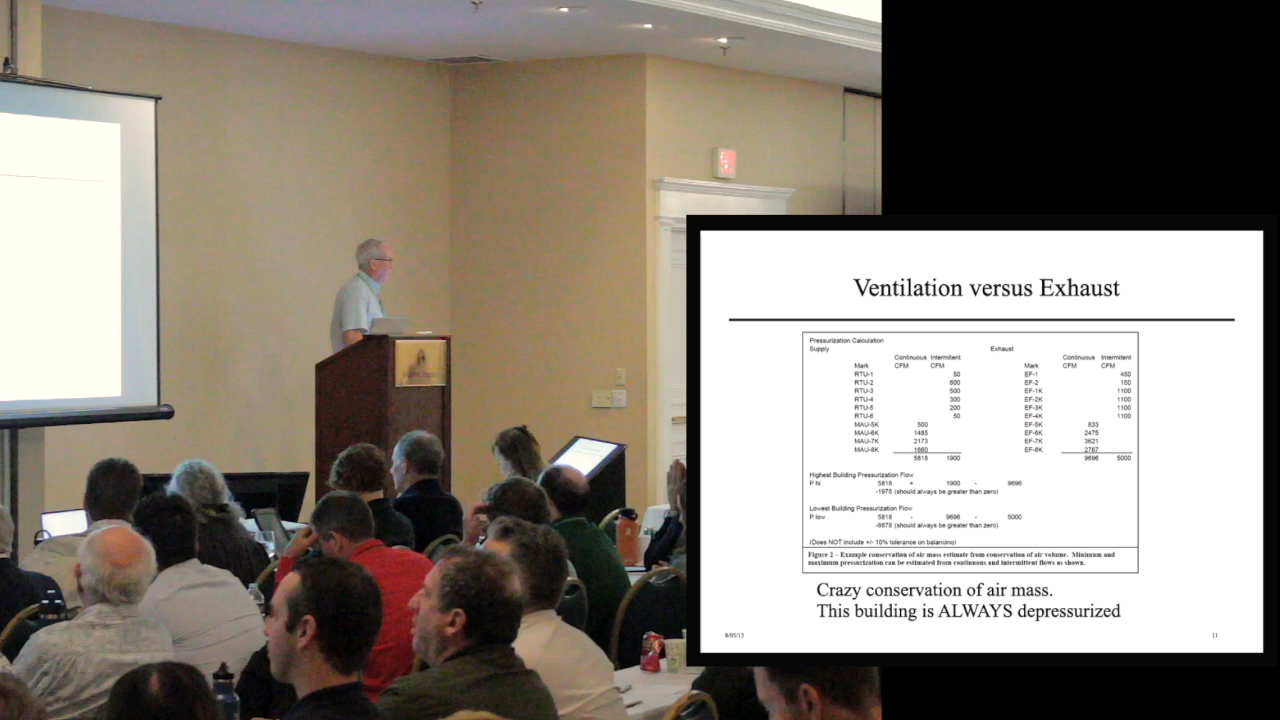 Ventilation versus Exhaust
Pressurization Calculation
Supply Exhaust
Continuous Intermitent Continuous Intermitent
Mark CFM CFM Mark CFM CFM
RTU-1 50 EF-1 450
RTU-2 800 EF-2 150
RTU-3 500 EF-1K 1100
RTU-4 300 EF-2K 1100
RTU-5 200 EF-3K 1100
RTU-6 50 EF-4K 1100
MAU-5K 500 EF-5K 833
MAU-6K 1485 EF-6K 2475
MAU-7K 2173 EF-7K 3621
MAU-8K 1660 EF-8K 2767
5818 1900 9696 5000
Highest Building Pressurization Flow
P hi 5818 + 1900 - 9696
-1978 (should always be greater than zero)
Lowest Building Pressurization Flow
P low 5818 - 9696 - 5000
-8878 (should always be greater than zero)
(Does NOT include +/- 10% tolerance on balancing)
Figure 2 – Example conservation of air mass estimate from conservation of air volume. Minimum and
maximum pressurization can be estimated from continuous and intermittent flows as shown.
Crazy conservation of air mass.
This building is ALWAYS depressurized
8/05/13 11